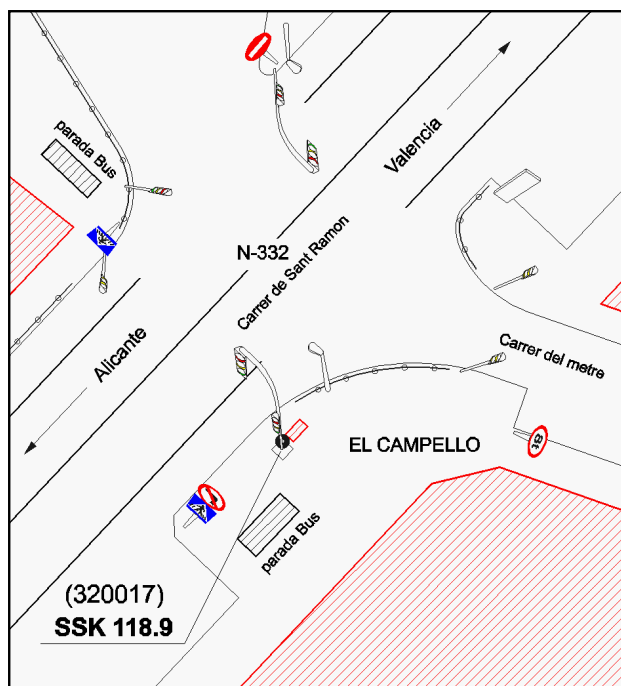 parada Bus
Valencia
N-332
Carrer de Sant Ramon
Alicante
Carrer del metre
EL CAMPELLO
8t
parada Bus
(320017)
SSK 118.9